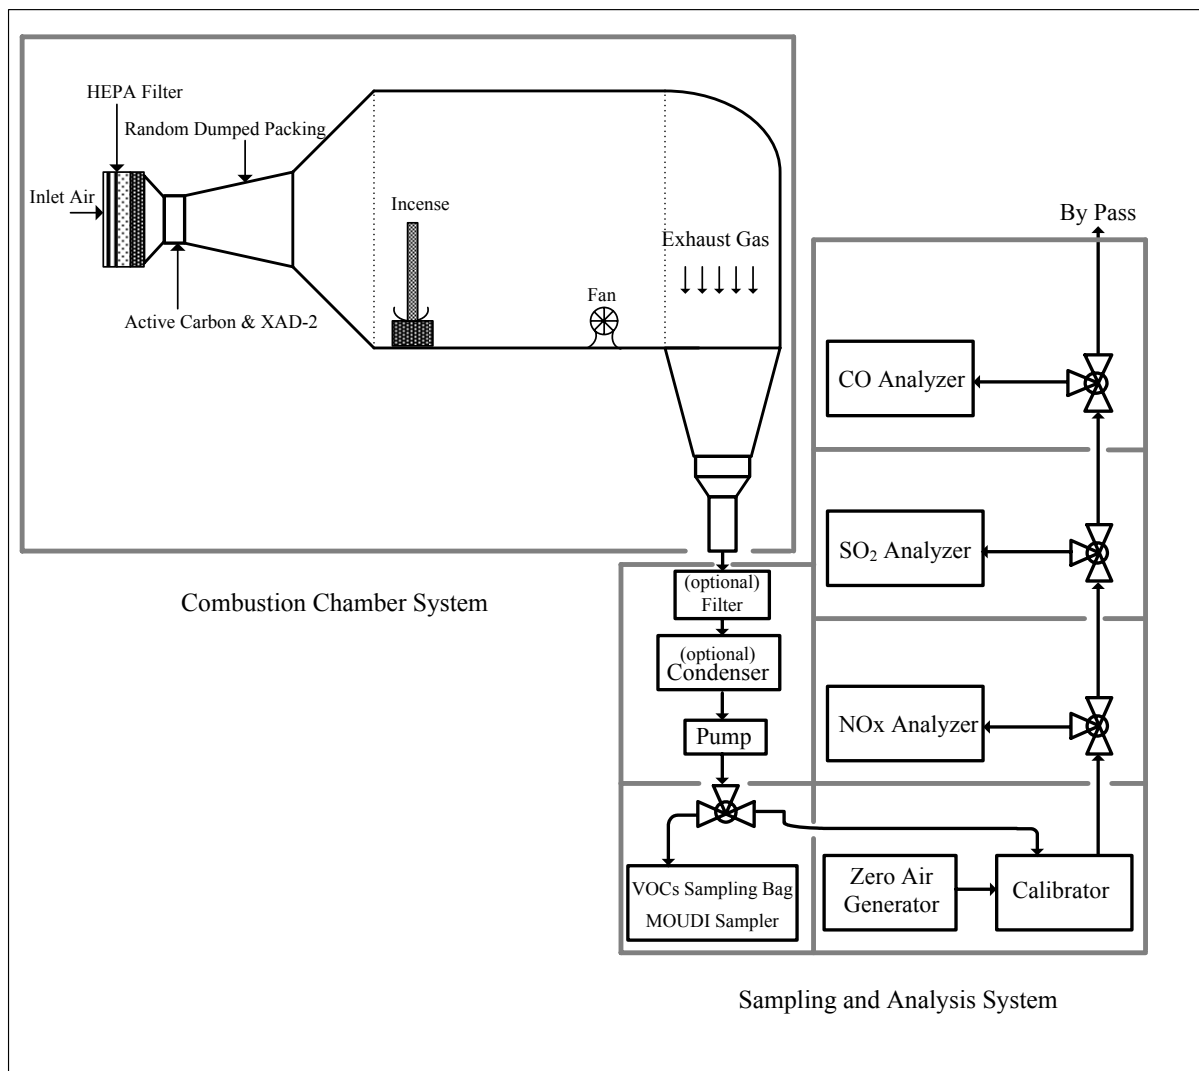 HEPA Filter
Random Dumped Packing
Inlet Air
Incense
Active Carbon & XAD-2
Fan
Exhaust Gas
By Pass
CO Analyzer
SO₂ Analyzer
NOx Analyzer
Combustion Chamber System
(optional)
Filter
(optional)
Condenser
Pump
VOCs Sampling Bag
MOUDI Sampler
Zero Air
Generator
Calibrator
Sampling and Analysis System